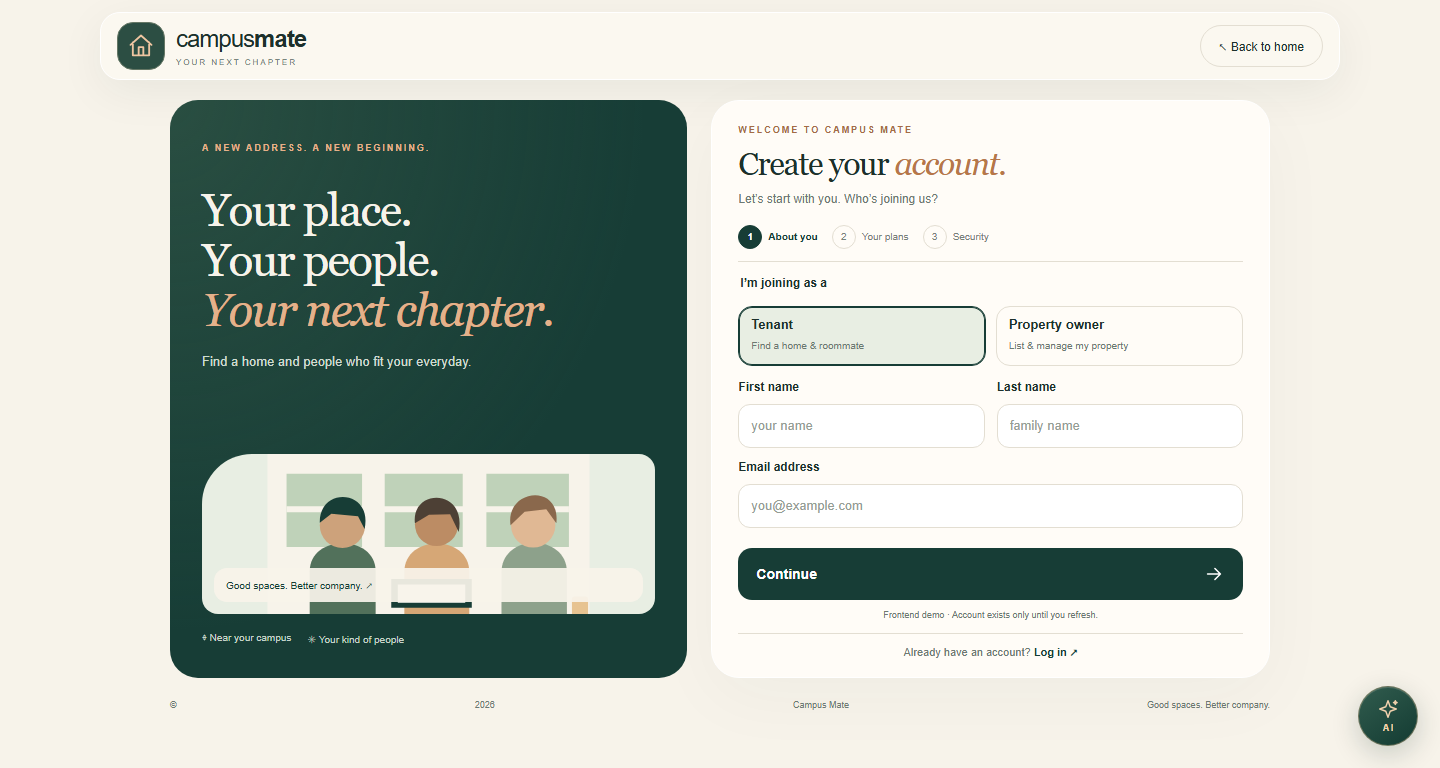 campusmate
YOUR NEXT CHAPTER
↖ Back to home
A NEW ADDRESS. A NEW BEGINNING.
Your place.
Your people.
Your next chapter.
Find a home and people who fit your everyday.
Good spaces. Better company. ↗
⌖ Near your campus
✳ Your kind of people
WELCOME TO CAMPUS MATE
Create your account.
Let's start with you. Who's joining us?
1 About you
2 Your plans
3 Security
I'm joining as a
Tenant
Find a home & roommate
Property owner
List & manage my property
First name
Last name
your name
family name
Email address
you@example.com
Continue →
Frontend demo · Account exists only until you refresh.
Already have an account? Log in ↗
© 2026 Campus Mate Good spaces. Better company.
AI